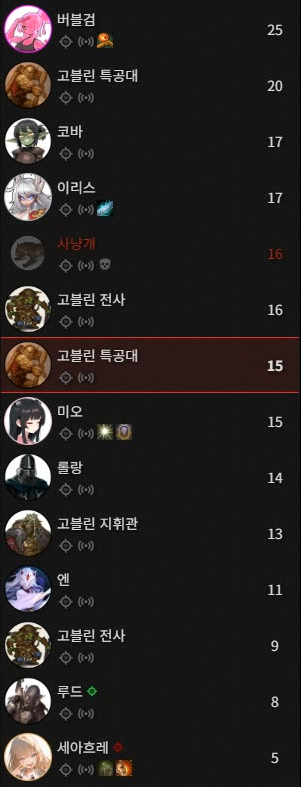 버블검
25
고블린 특공대
20
코바
17
이리스
17
사냥개
16
고블린 전사
16
고블린 특공대
15
미오
15
롤랑
14
고블린 지휘관
13
엔
11
고블린 전사
9
루드
8
세아흐레
5